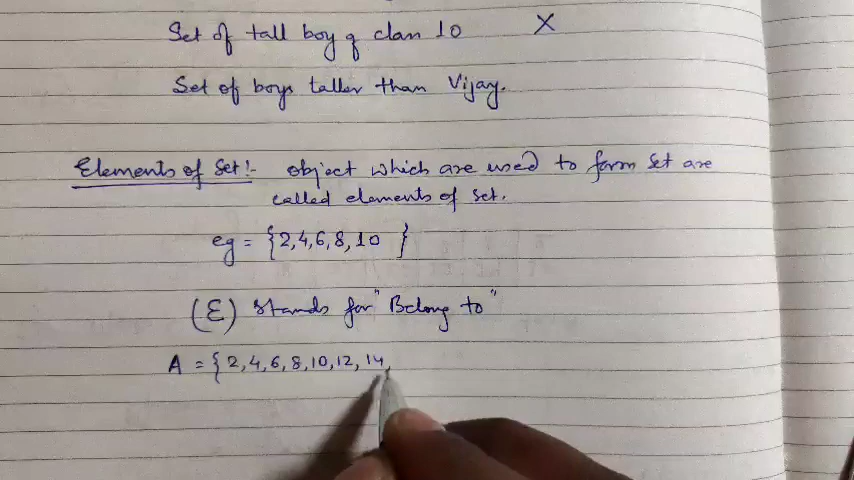 Set of tall boy of class 10 X
Set of boys taller than Vijay.
Elements of Set:- object which are used to form set are
called elements of set.
eg = {2,4,6,8,10 }
(ε) stands for "Belong to"
A = { 2,4,6,8,10,12,14,